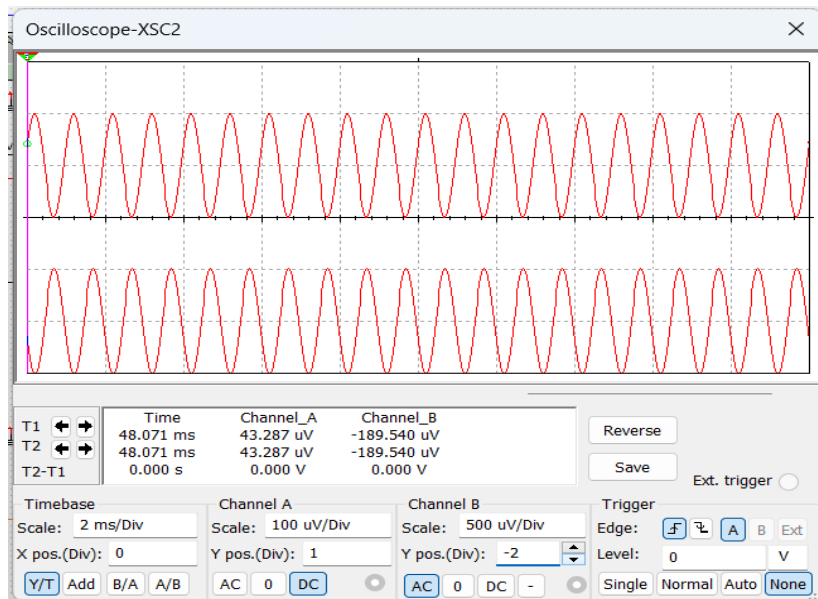 Oscilloscope-XSC2
Time Channel_A Channel_B
T1 48.071 ms 43.287 uV -189.540 uV
T2 48.071 ms 43.287 uV -189.540 uV
T2-T1 0.000 s 0.000 V 0.000 V
Reverse
Save
Ext. trigger
Timebase
Scale: 2 ms/Div
X pos.(Div): 0
Y/T Add B/A A/B
Channel A
Scale: 100 uV/Div
Y pos.(Div): 1
AC 0 DC
Channel B
Scale: 500 uV/Div
Y pos.(Div): -2
AC 0 DC -
Trigger
Edge: A B Ext
Level: 0 V
Single Normal Auto None